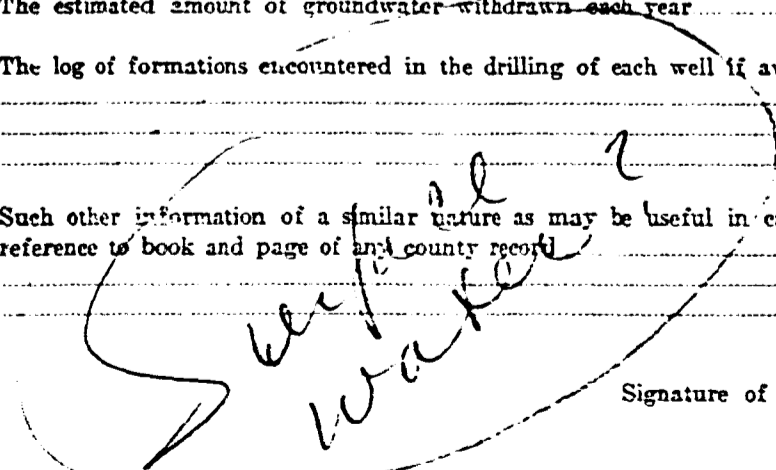 The estimated amount of groundwater withdrawn each year
The log of formations encountered in the drilling of each well if av
Such other information of a similar nature as may be useful in c
reference to book and page of any county record
Signature of